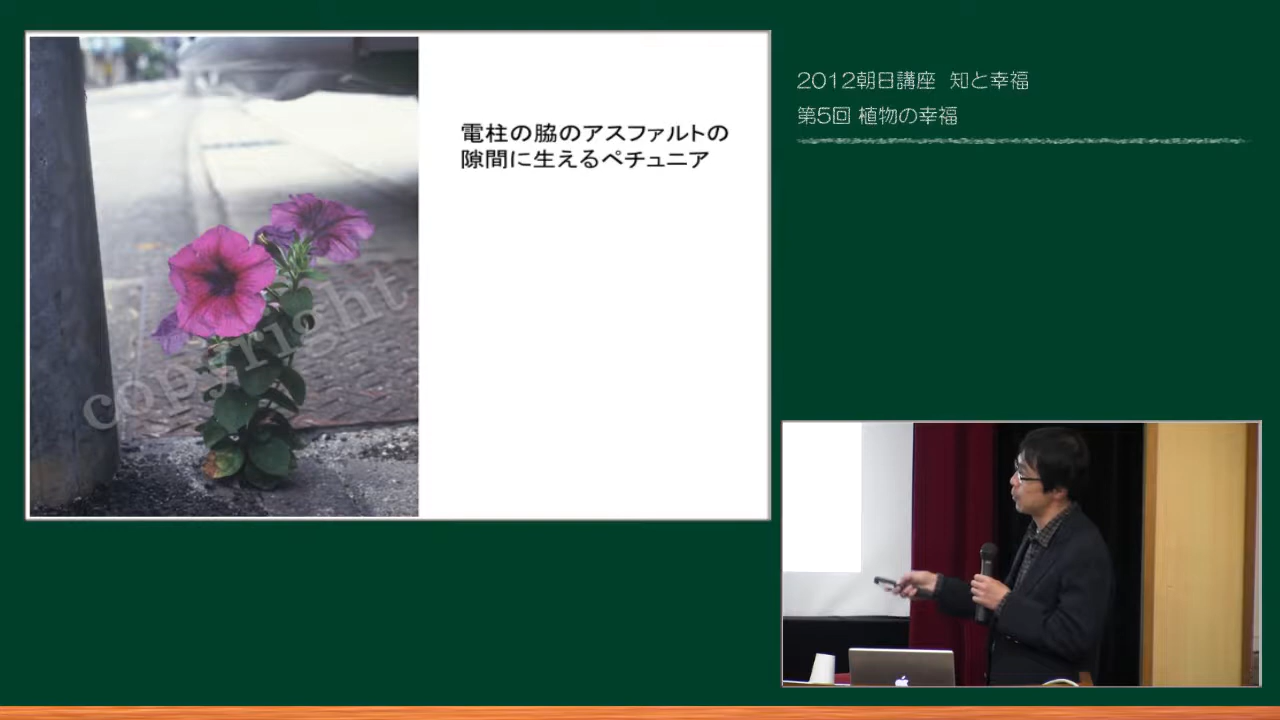 電柱の脇のアスファルトの
隙間に生えるペチュニア
copyright
2012朝日講座 知と幸福
第5回 植物の幸福